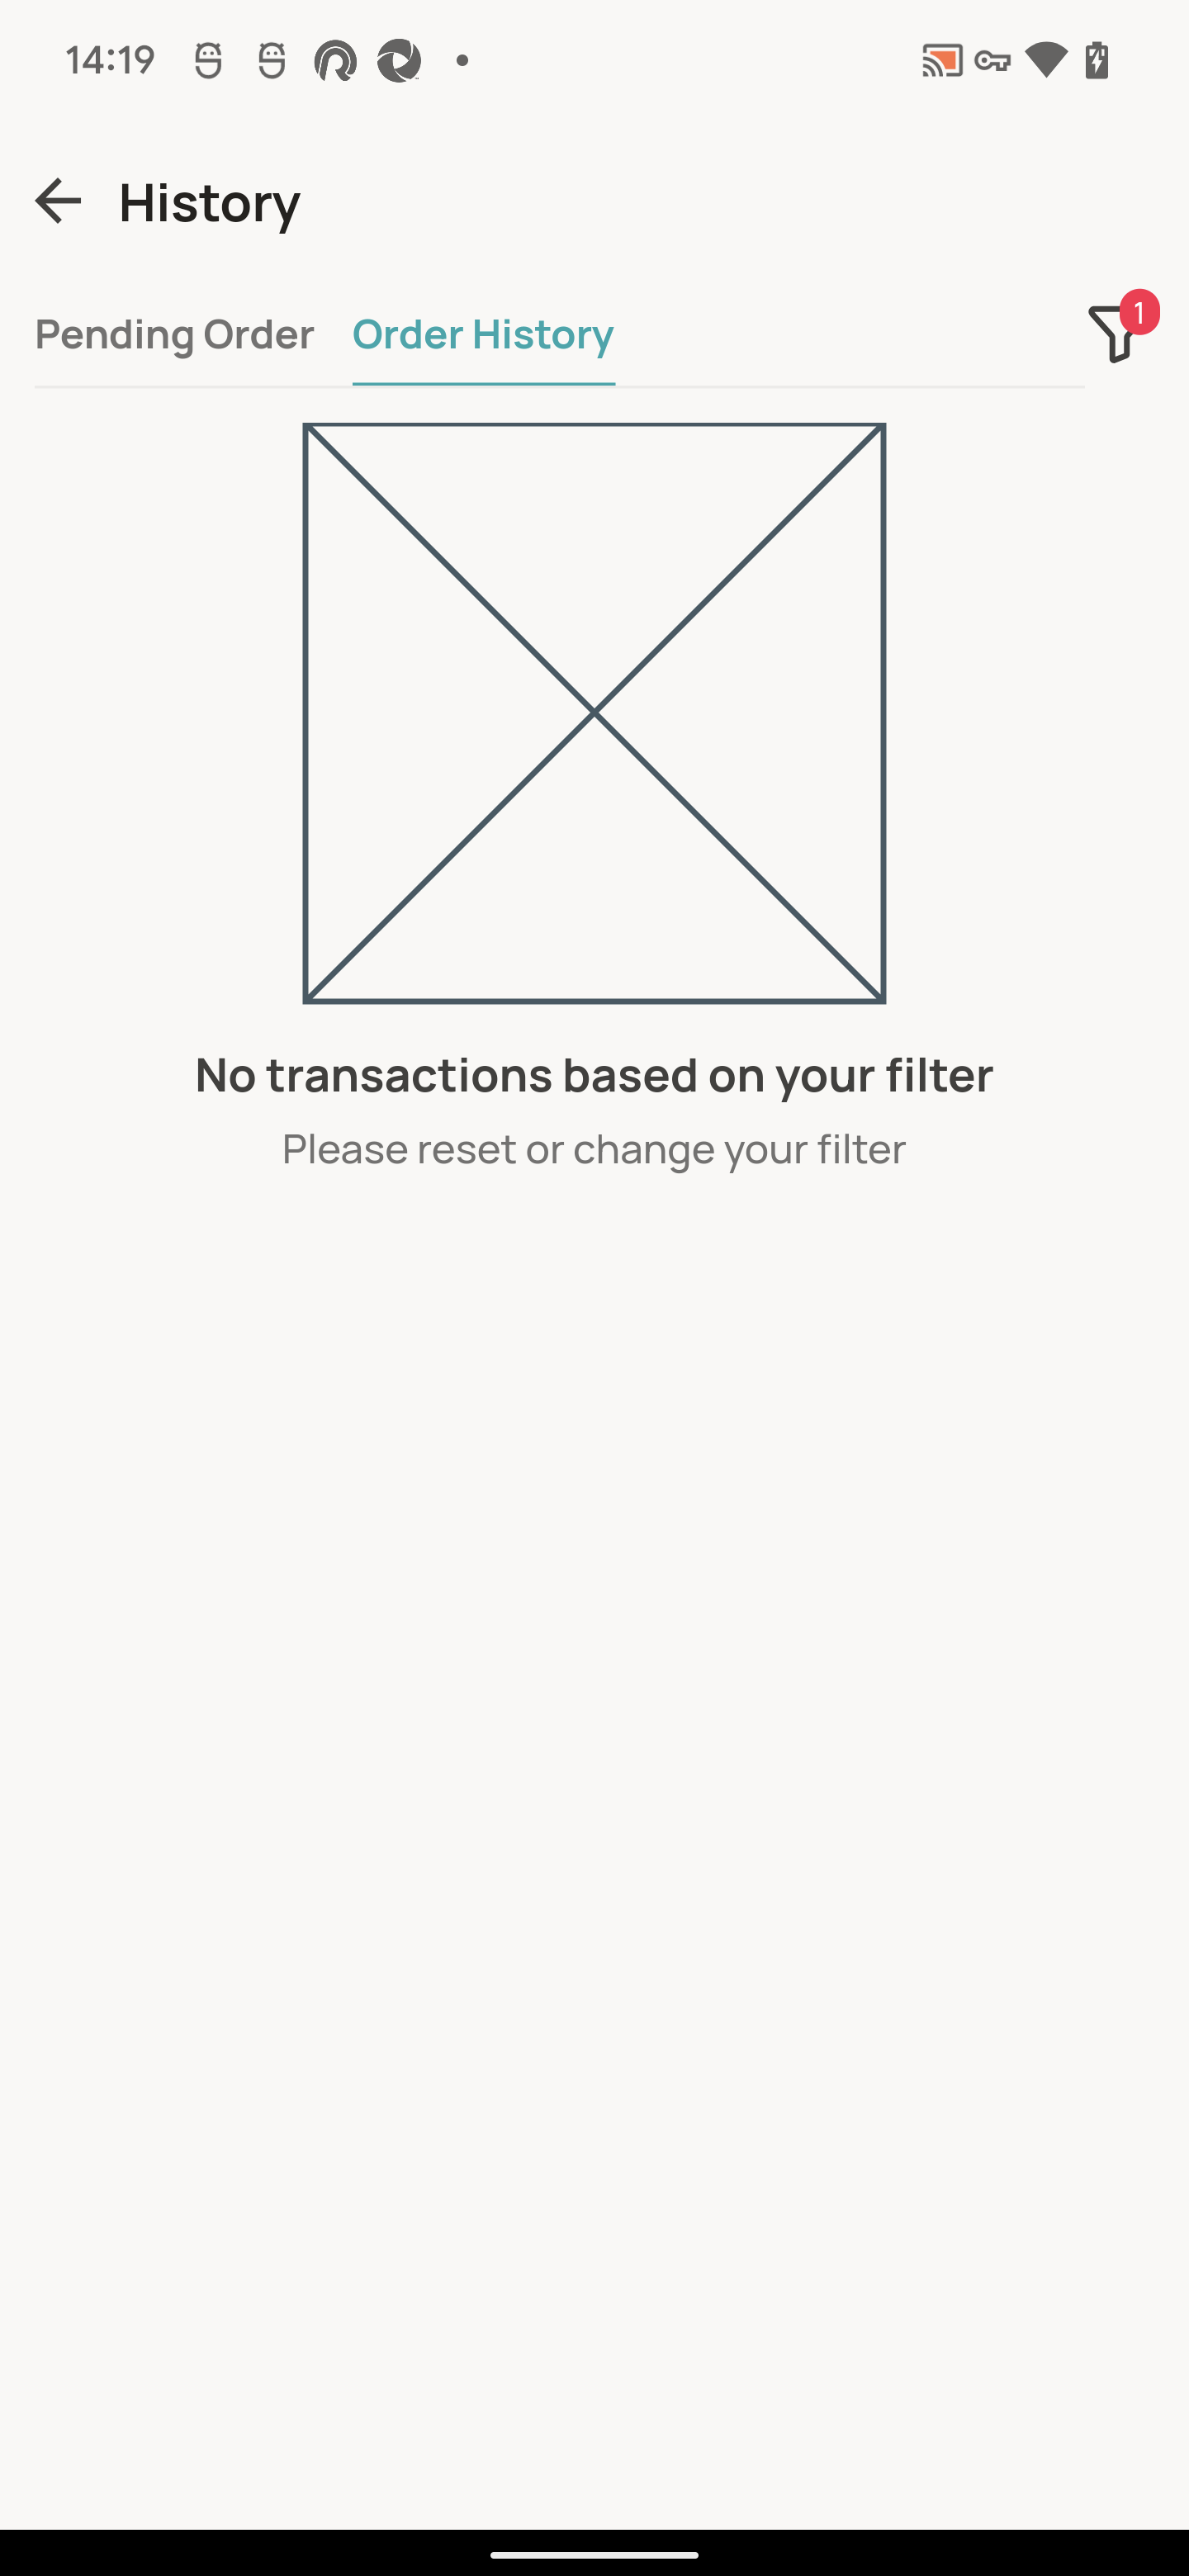 14:19
History
Pending Order Order History 1
No transactions based on your filter
Please reset or change your filter